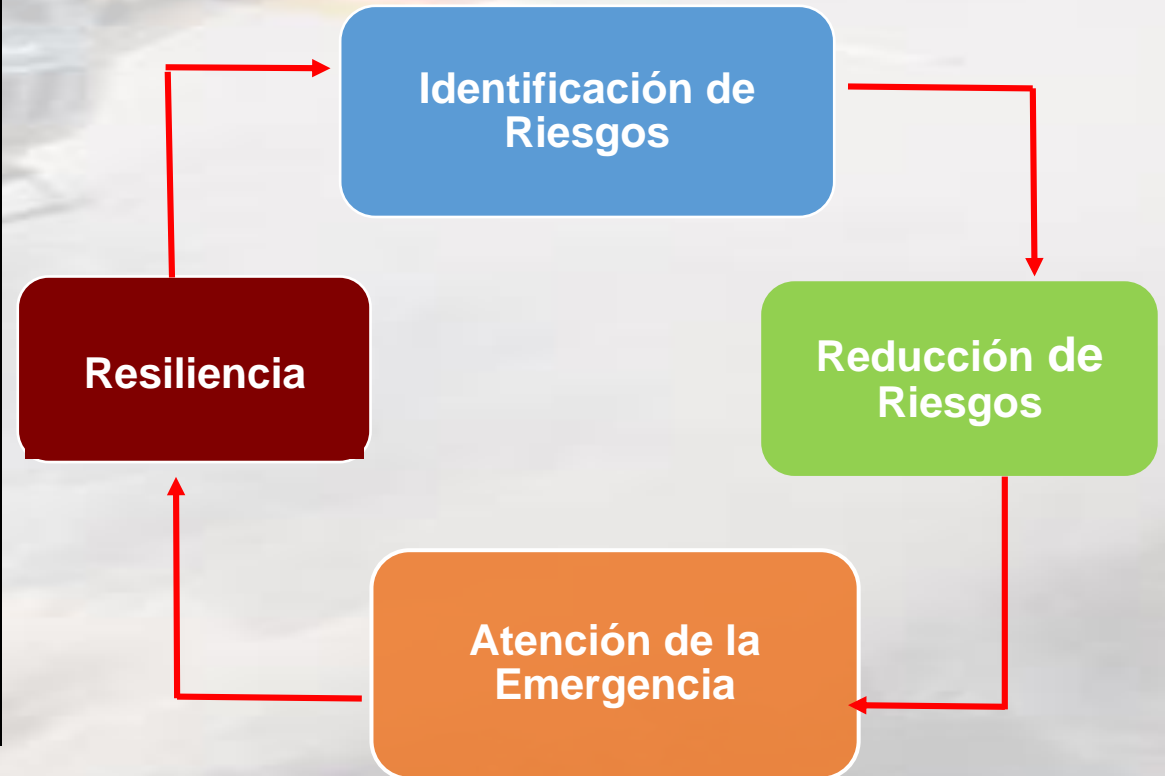 Identificación de
Riesgos
Reducción de
Riesgos
Atención de la
Emergencia
Resiliencia